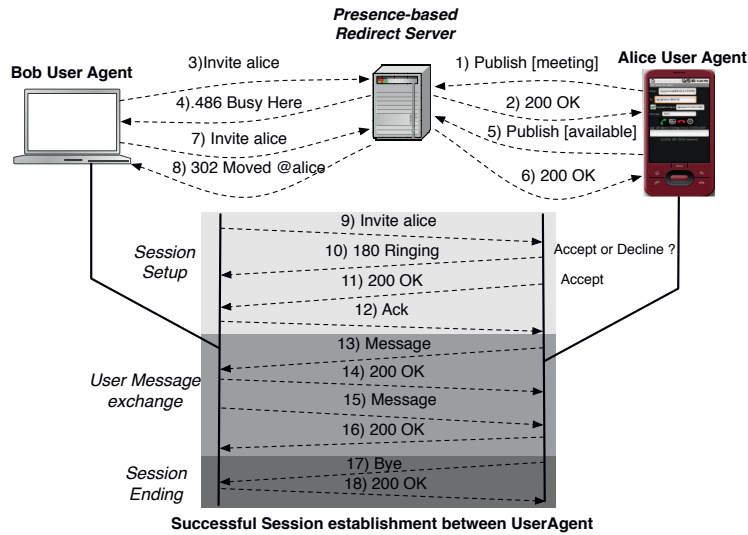 Presence-based
Redirect Server
Bob User Agent
Alice User Agent
3)Invite alice
1) Publish [meeting]
4).486 Busy Here
2) 200 OK
7) Invite alice
5) Publish [available]
8) 302 Moved @alice
6) 200 OK
Session
Setup
9) Invite alice
10) 180 Ringing
Accept or Decline ?
11) 200 OK
Accept
12) Ack
User Message
exchange
13) Message
14) 200 OK
15) Message
16) 200 OK
Session
Ending
17) Bye
18) 200 OK
Successful Session establishment between UserAgent